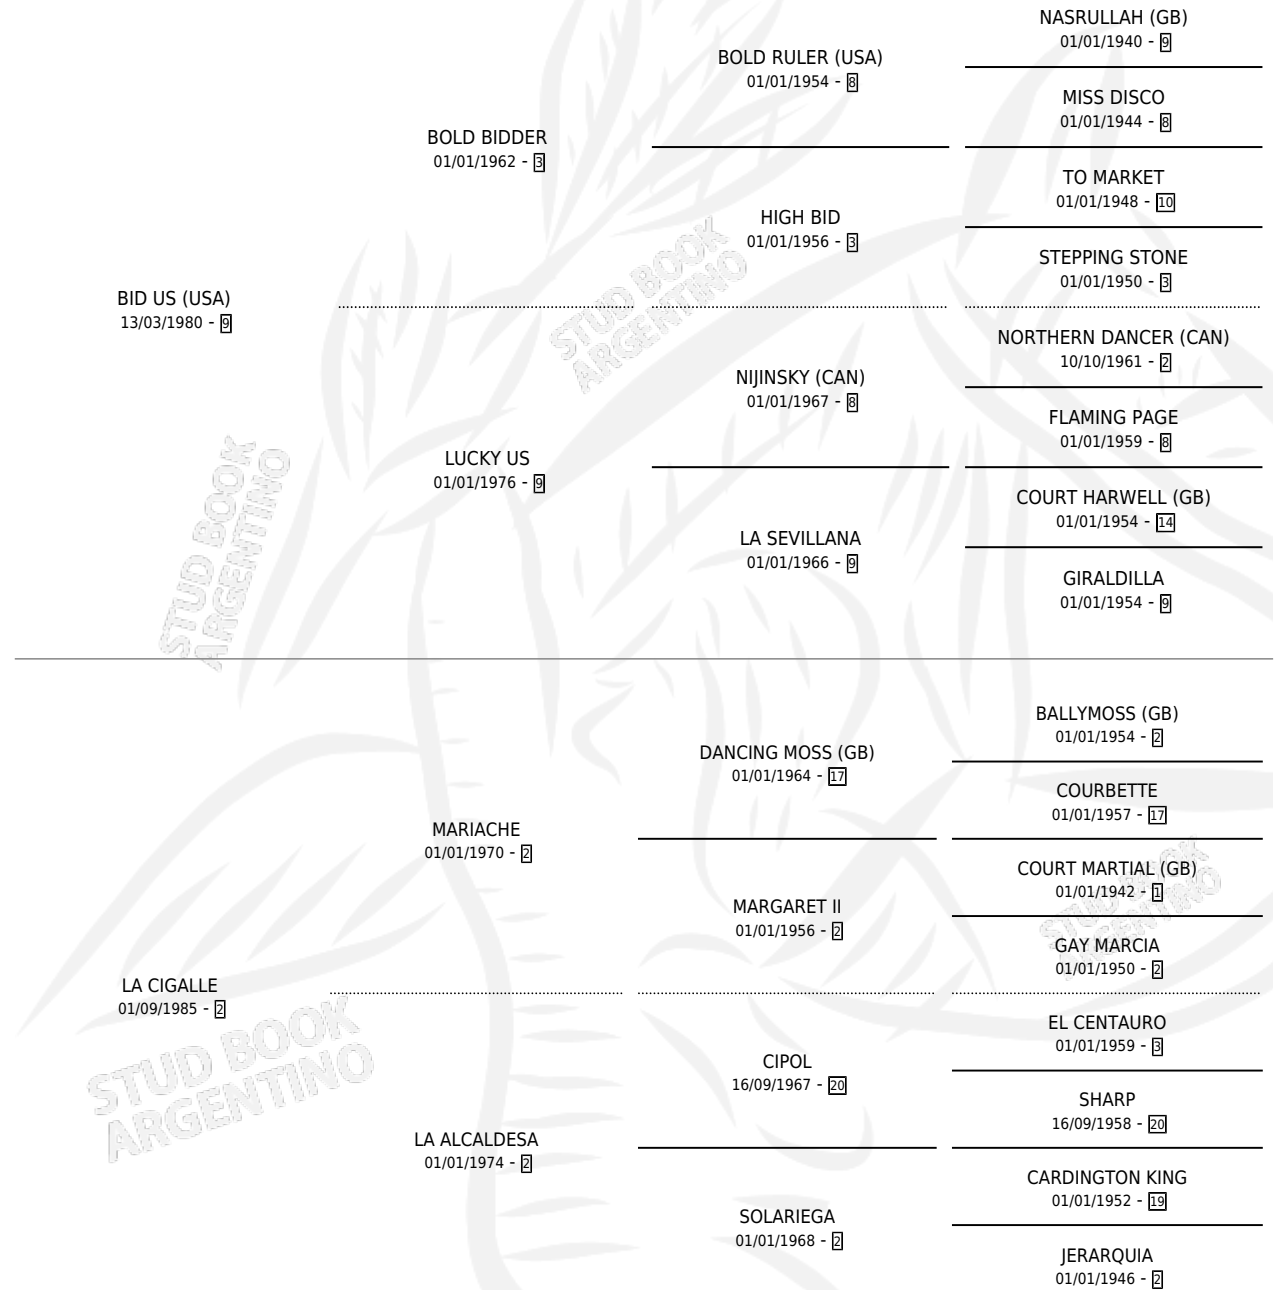 NASRULLAH (GB)
01/01/1940 - 9
BOLD RULER (USA)
01/01/1954 - 8
MISS DISCO
01/01/1944 - 8
BOLD BIDDER
01/01/1962 - 3
TO MARKET
01/01/1948 - 10
HIGH BID
01/01/1956 - 3
STEPPING STONE
01/01/1950 - 3
BID US (USA)
13/03/1980 - 9
NORTHERN DANCER (CAN)
10/10/1961 - 2
NIJINSKY (CAN)
01/01/1967 - 8
FLAMING PAGE
01/01/1959 - 8
LUCKY US
01/01/1976 - 9
COURT HARWELL (GB)
01/01/1954 - 14
LA SEVILLANA
01/01/1966 - 9
GIRALDILLA
01/01/1954 - 9
BALLYMOSS (GB)
01/01/1954 - 2
DANCING MOSS (GB)
01/01/1964 - 17
COURBETTE
01/01/1957 - 17
MARIACHE
01/01/1970 - 2
COURT MARTIAL (GB)
01/01/1942 - 1
MARGARET II
01/01/1956 - 2
GAY MARCIA
01/01/1950 - 2
LA CIGALLE
01/09/1985 - 2
EL CENTAURO
01/01/1959 - 3
CIPOL
16/09/1967 - 20
SHARP
16/09/1958 - 20
LA ALCALDESA
01/01/1974 - 2
CARDINGTON KING
01/01/1952 - 19
SOLARIEGA
01/01/1968 - 2
JERARQUIA
01/01/1946 - 2
STUD BOOK
ARGENTINO
STUD BOOK
ARGENTINO
STUD BOOK
ARGENTINO
STUD BOOK
ARGENTINO